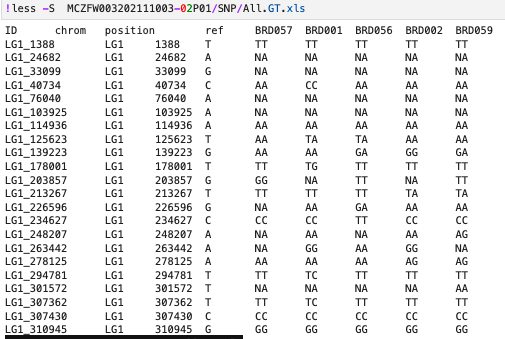 !less -S  MCZFW003202111003-02P01/SNP/All.GT.xls
ID chrom position ref BRD057 BRD001 BRD056 BRD002 BRD059
LG1_1388 LG1 1388 T TT TT TT TT TT
LG1_24682 LG1 24682 A NA NA NA NA NA
LG1_33099 LG1 33099 G NA NA NA NA NA
LG1_40734 LG1 40734 C AA CC AA AA AA
LG1_76040 LG1 76040 A NA NA NA NA NA
LG1_103925 LG1 103925 A NA NA NA NA NA
LG1_114936 LG1 114936 A AA AA AA AA AA
LG1_125623 LG1 125623 T AA TA TA AA AA
LG1_139223 LG1 139223 G AA AA GA GG GA
LG1_178001 LG1 178001 T TT TG TT TT TT
LG1_203857 LG1 203857 G GG NA TT NA TT
LG1_213267 LG1 213267 T TT TT TT TA TA
LG1_226596 LG1 226596 G NA AA GA AA AA
LG1_234627 LG1 234627 C CC CC TT CC CC
LG1_248207 LG1 248207 A NA AA NA AA AG
LG1_263442 LG1 263442 A NA GG AA GG NA
LG1_278125 LG1 278125 A AA AA AA AG AG
LG1_294781 LG1 294781 T TT TC TT TT TT
LG1_301572 LG1 301572 T NA NA NA NA AA
LG1_307362 LG1 307362 T TT TC TT TT TT
LG1_307430 LG1 307430 C CC CC CC CC CC
LG1_310945 LG1 310945 G GG GG GG GG GG